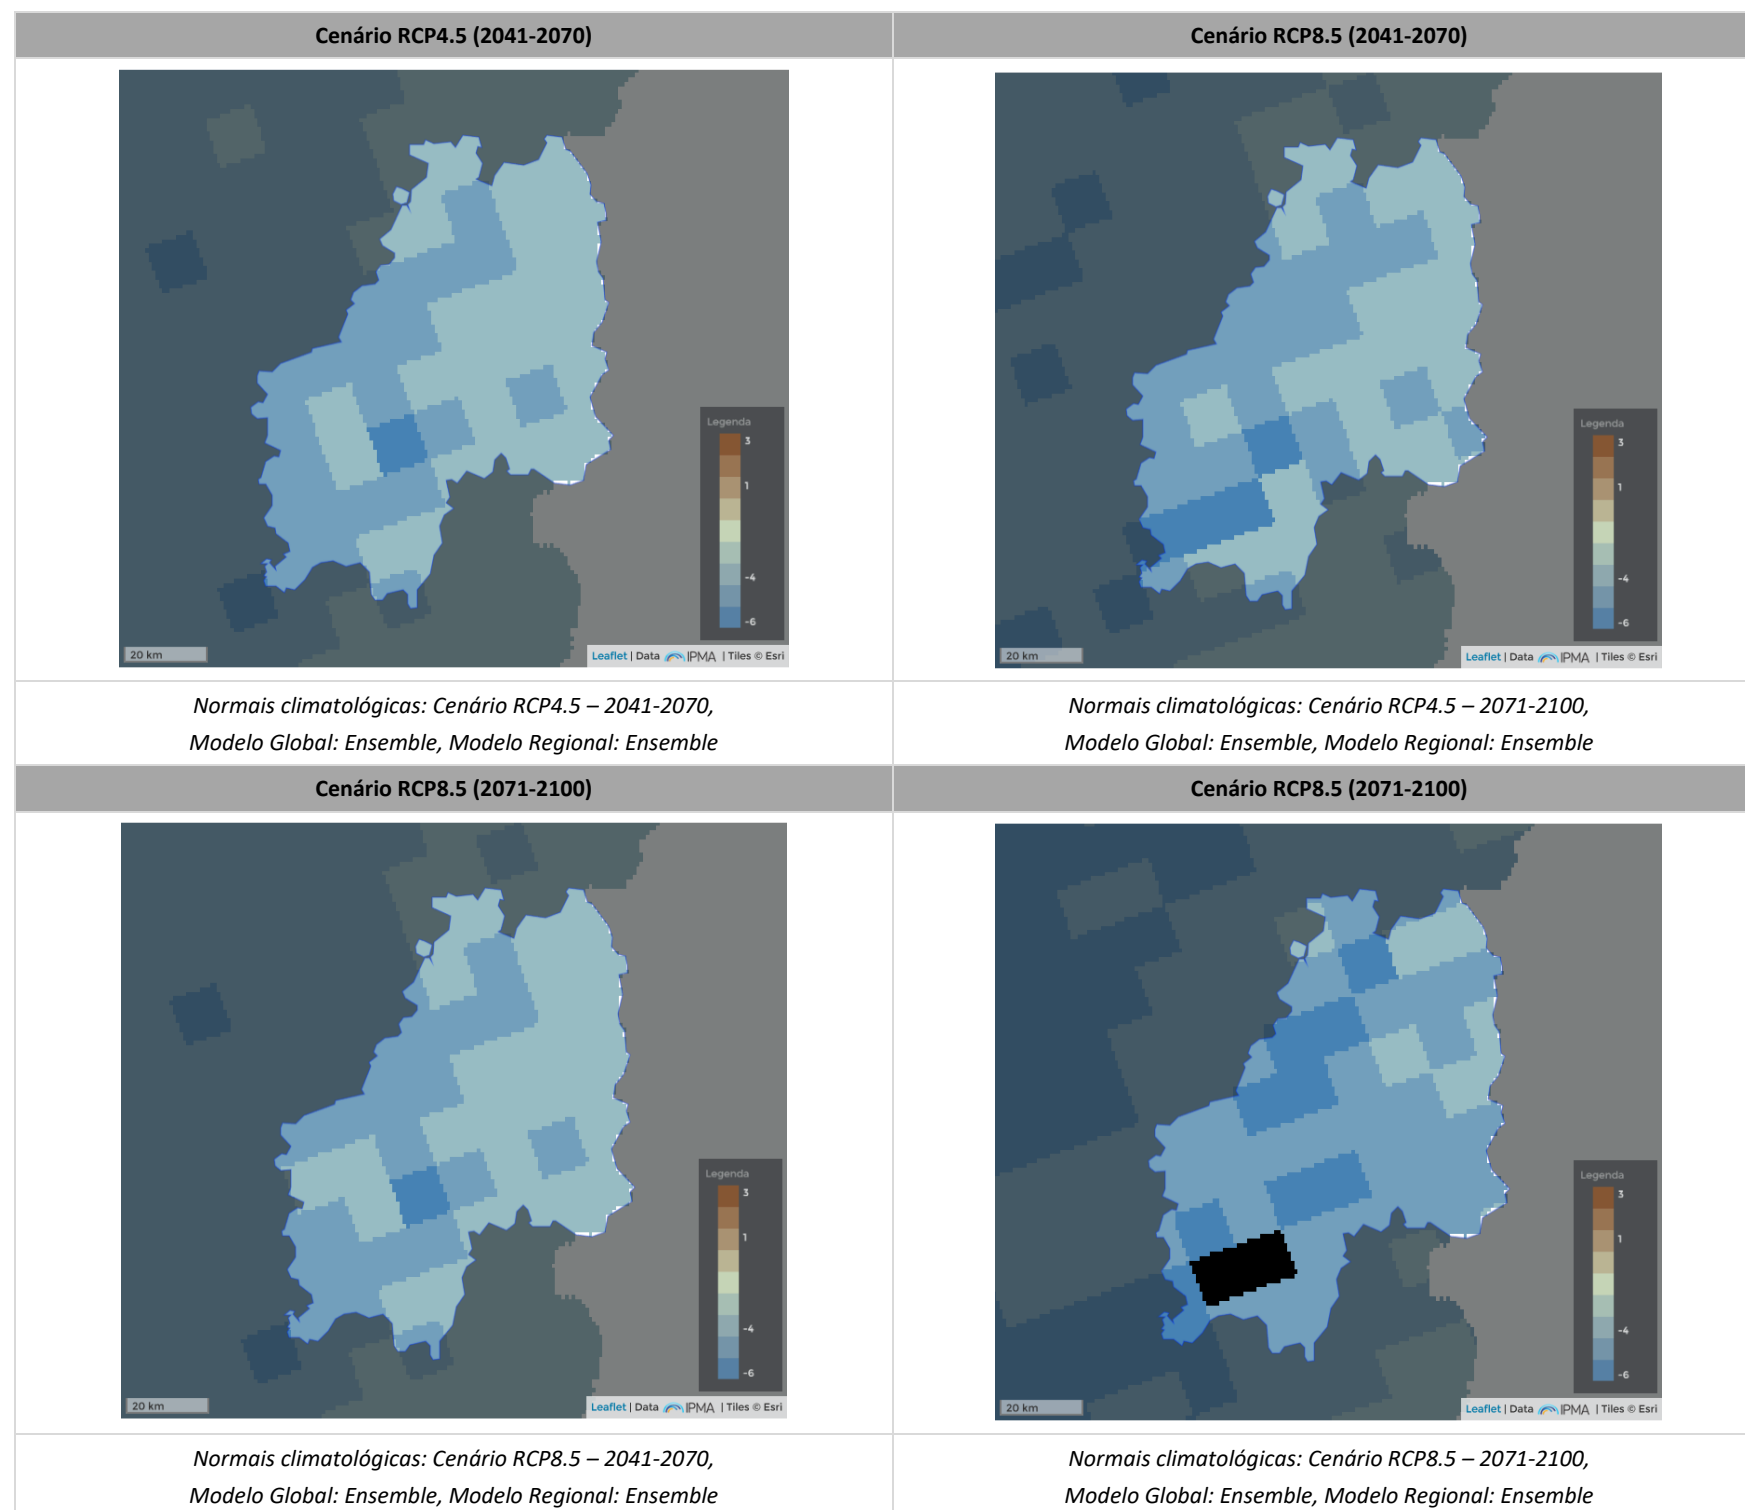 Cenário RCP4.5 (2041-2070)
Cenário RCP8.5 (2041-2070)
Legenda
3
1
-4
-6
20 km
Leaflet | Data IPMA | Tiles © Esri
Legenda
3
1
-4
-6
20 km
Leaflet | Data IPMA | Tiles © Esri
Normais climatológicas: Cenário RCP4.5 – 2041-2070,
Modelo Global: Ensemble, Modelo Regional: Ensemble
Normais climatológicas: Cenário RCP4.5 – 2071-2100,
Modelo Global: Ensemble, Modelo Regional: Ensemble
Cenário RCP8.5 (2071-2100)
Cenário RCP8.5 (2071-2100)
Legenda
3
1
-4
-6
20 km
Leaflet | Data IPMA | Tiles © Esri
Legenda
3
1
-4
-6
20 km
Leaflet | Data IPMA | Tiles © Esri
Normais climatológicas: Cenário RCP8.5 – 2041-2070,
Modelo Global: Ensemble, Modelo Regional: Ensemble
Normais climatológicas: Cenário RCP8.5 – 2071-2100,
Modelo Global: Ensemble, Modelo Regional: Ensemble